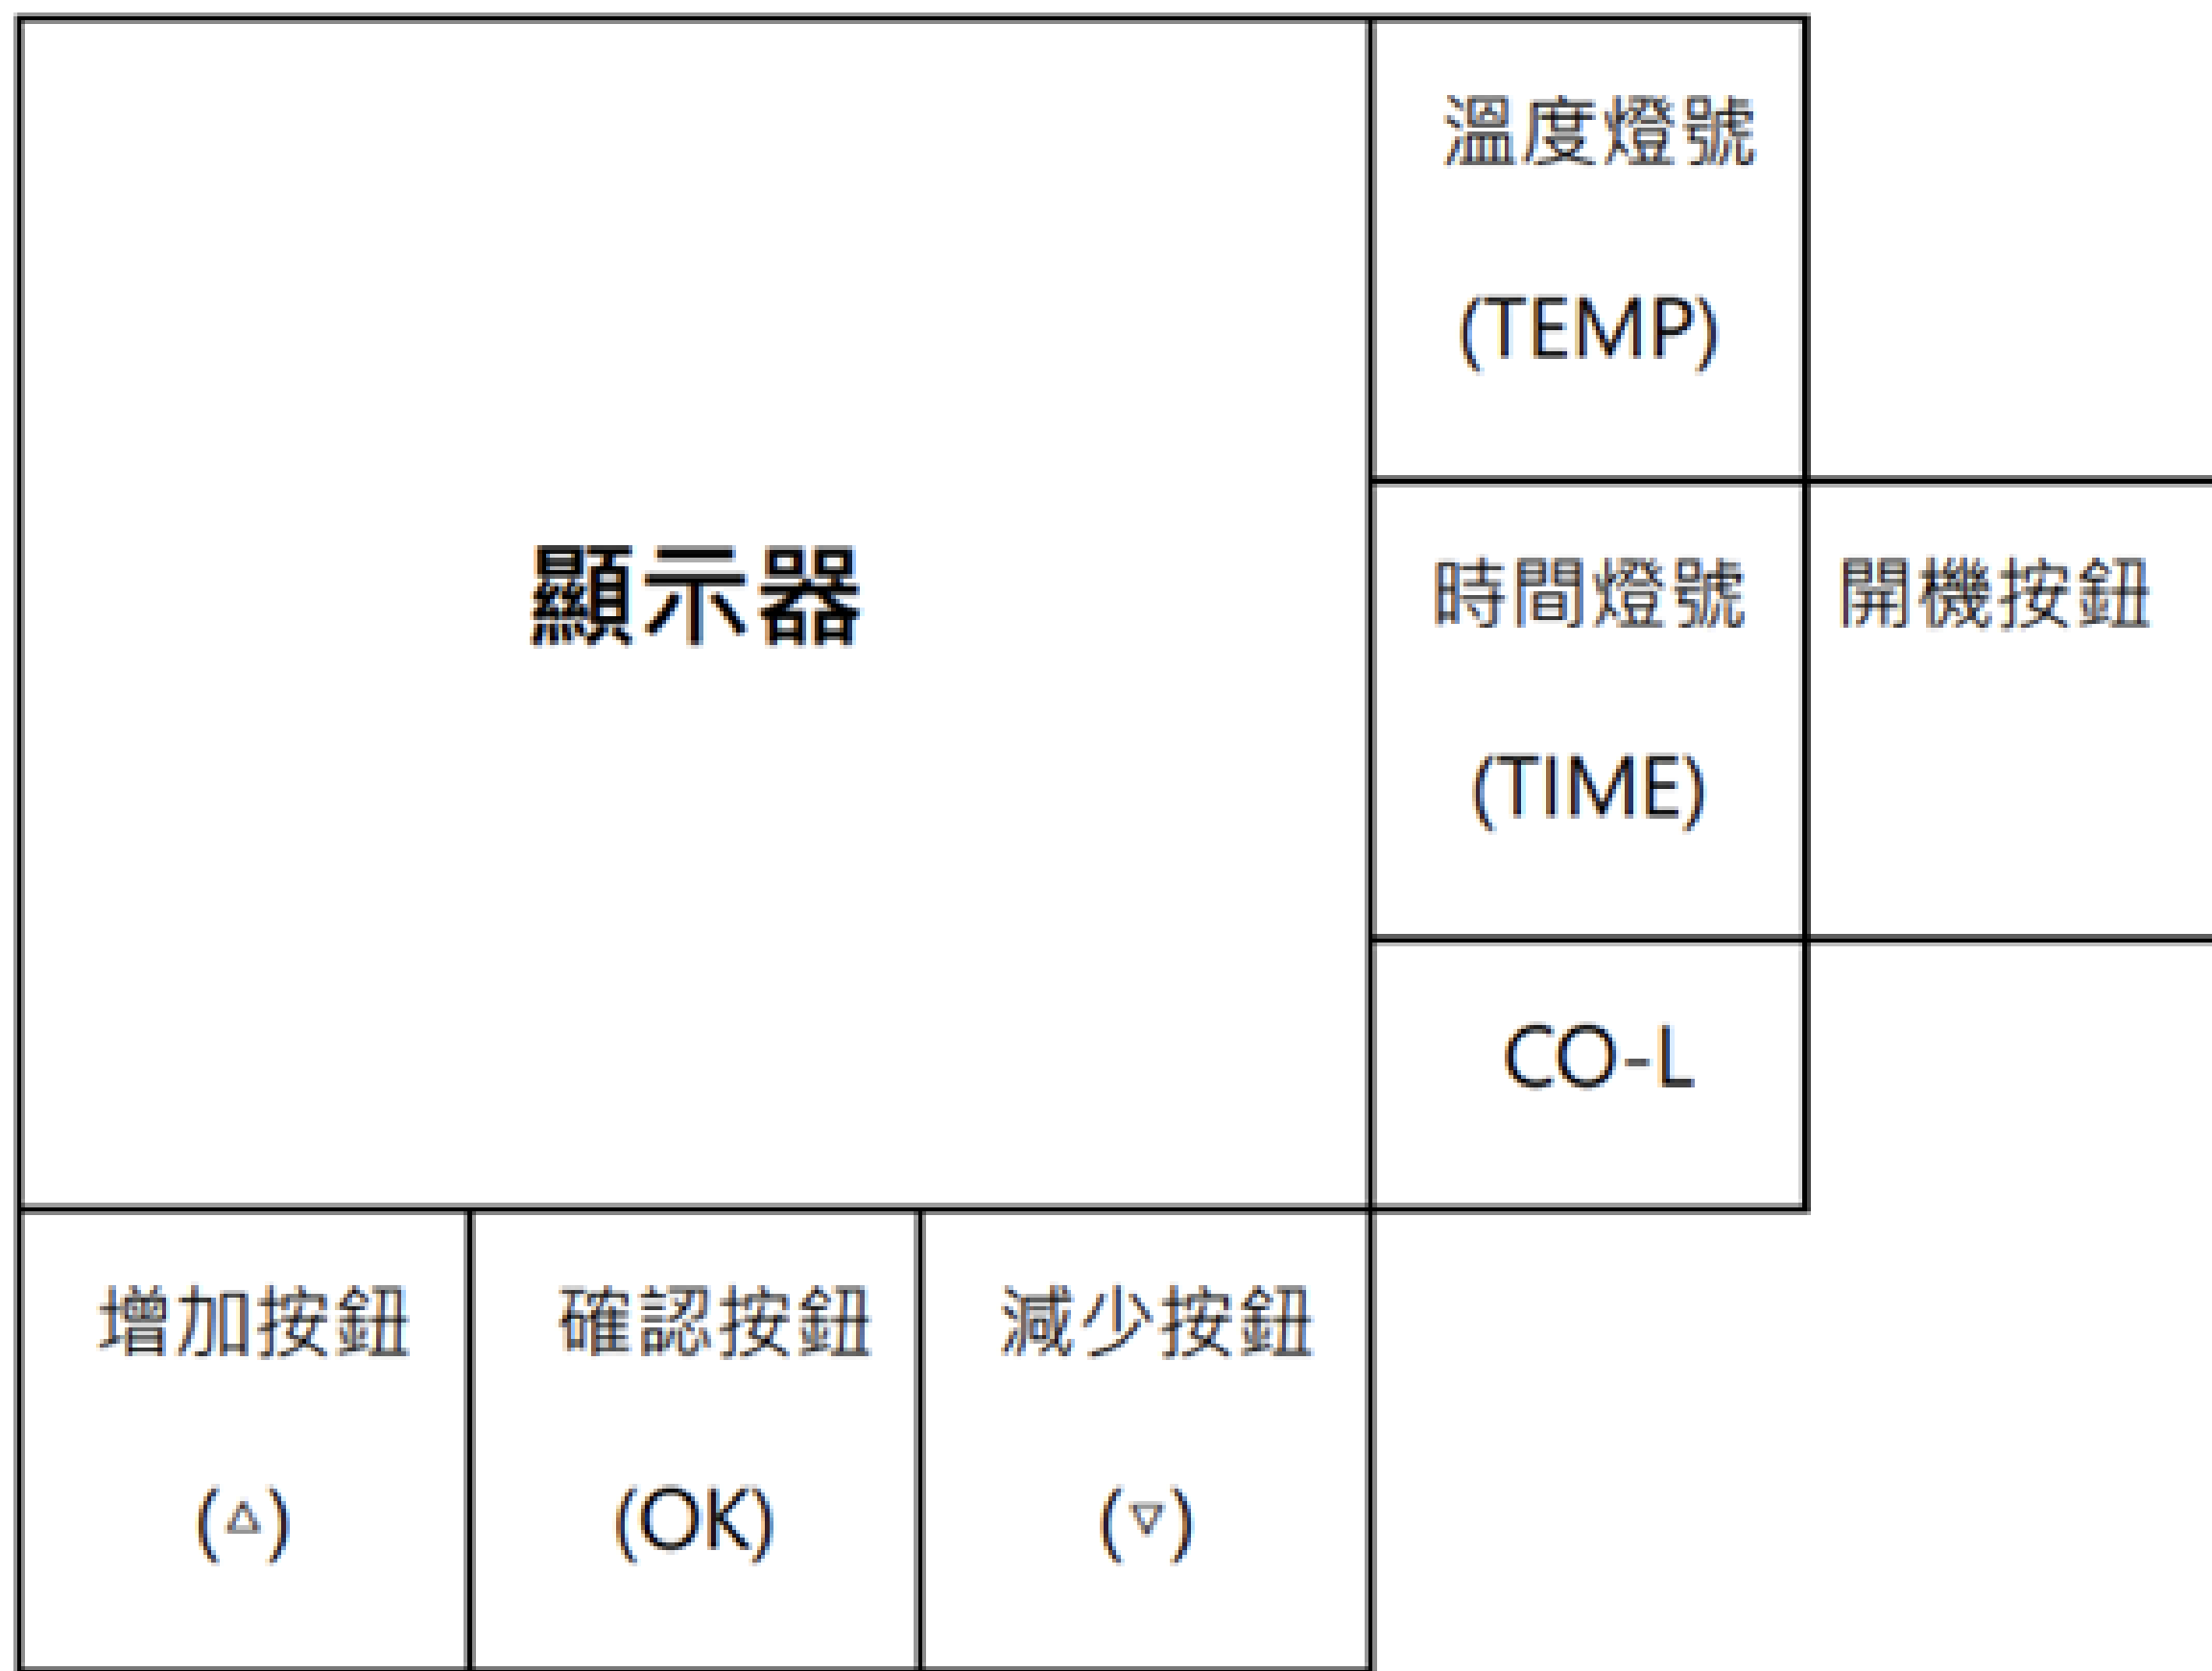 溫度燈號
(TEMP)
顯示器
時間燈號
(TIME)
開機按鈕
CO-L
增加按鈕
(▵)
確認按鈕
(OK)
減少按鈕
(▿)